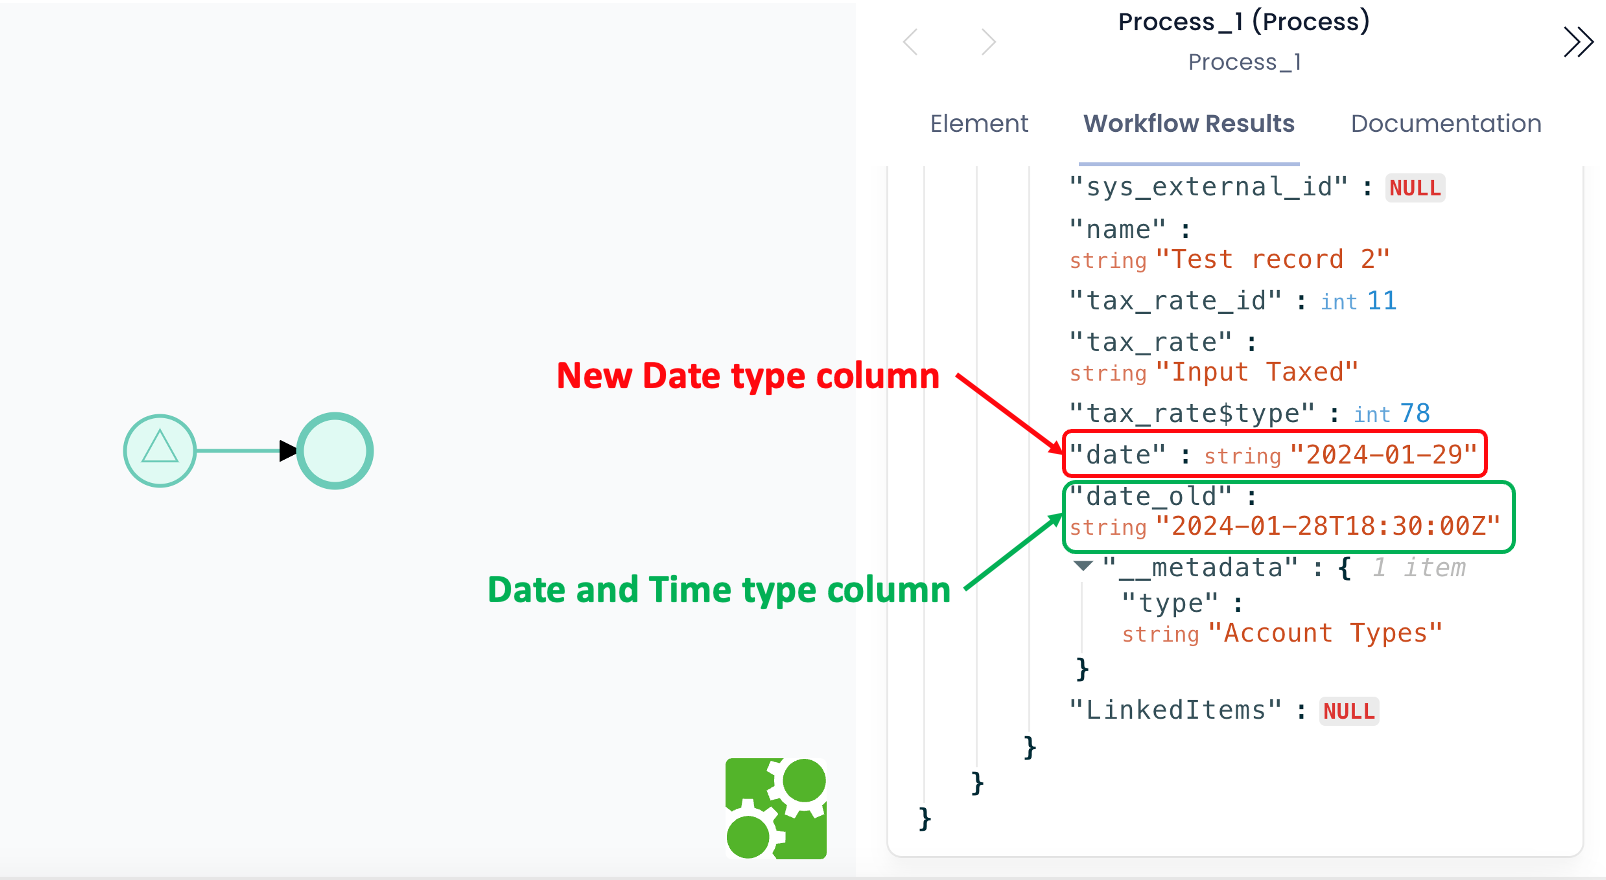 Process_1 (Process)
Process_1
Element
Workflow Results
Documentation
"sys_external_id" : NULL
"name" :
string "Test record 2"
"tax_rate_id" : int 11
"tax_rate" :
string "Input Taxed"
"tax_rate$type" : int 78
New Date type column
"date" : string "2024-01-29"
"date_old" :
string "2024-01-28T18:30:00Z"
Date and Time type column
"__metadata" : { 1 item
"type" :
string "Account Types"
}
"LinkedItems" : NULL
}
}
}